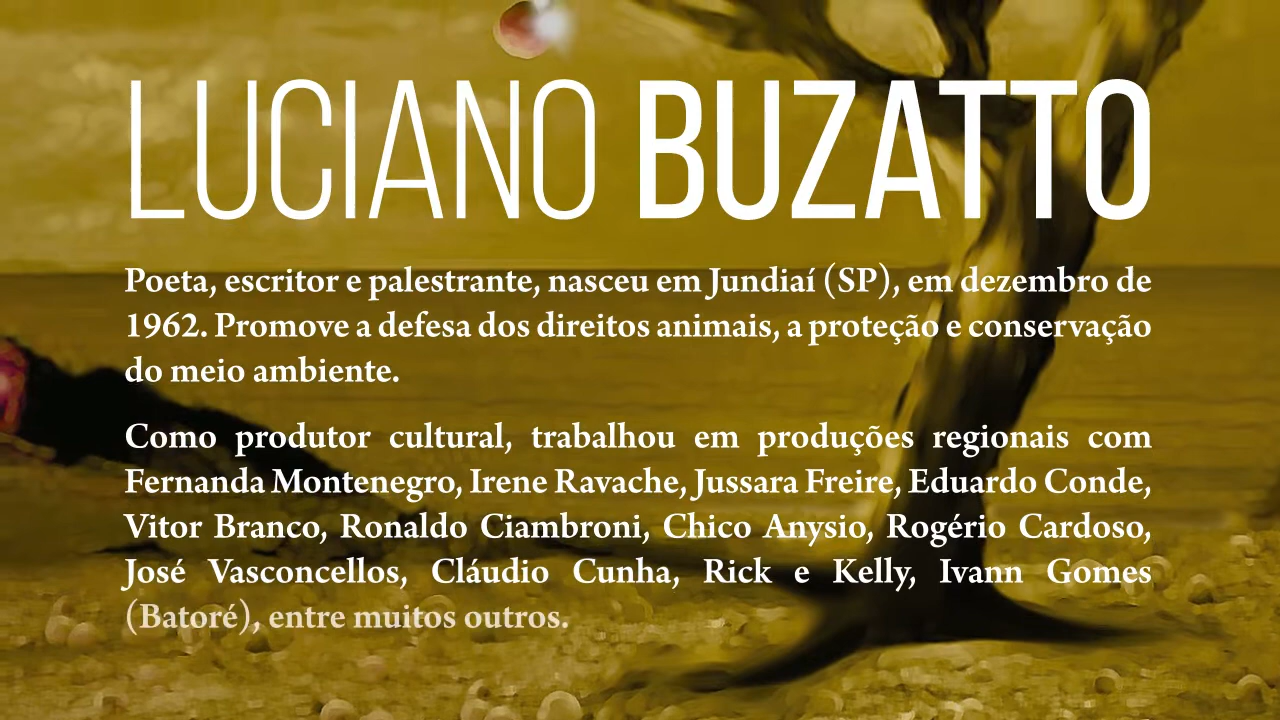 LUCIANO BUZATTO
Poeta, escritor e palestrante, nasceu em Jundiaí (SP), em dezembro de
1962. Promove a defesa dos direitos animais, a proteção e conservação
do meio ambiente.
Como produtor cultural, trabalhou em produções regionais com
Fernanda Montenegro, Irene Ravache, Jussara Freire, Eduardo Conde,
Vitor Branco, Ronaldo Ciambroni, Chico Anysio, Rogério Cardoso,
José Vasconcellos, Cláudio Cunha, Rick e Kelly, Ivann Gomes
(Batoré), entre muitos outros.